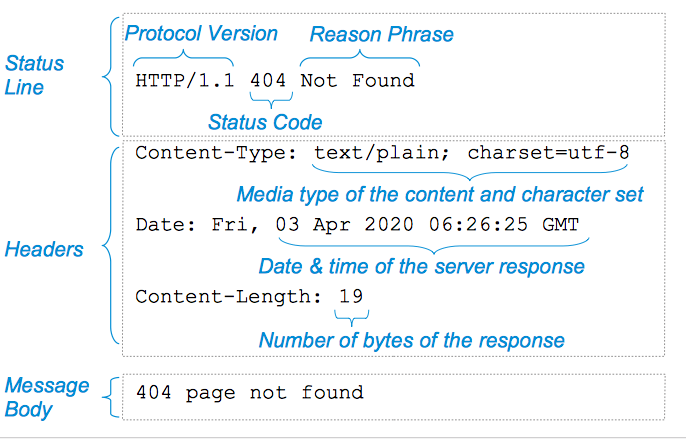 Protocol Version Reason Phrase
Status
Line
HTTP/1.1 404 Not Found
Status Code
Content-Type: text/plain; charset=utf-8
Media type of the content and character set
Date: Fri, 03 Apr 2020 06:26:25 GMT
Headers
Date & time of the server response
Content-Length: 19
Number of bytes of the response
Message
Body
404 page not found